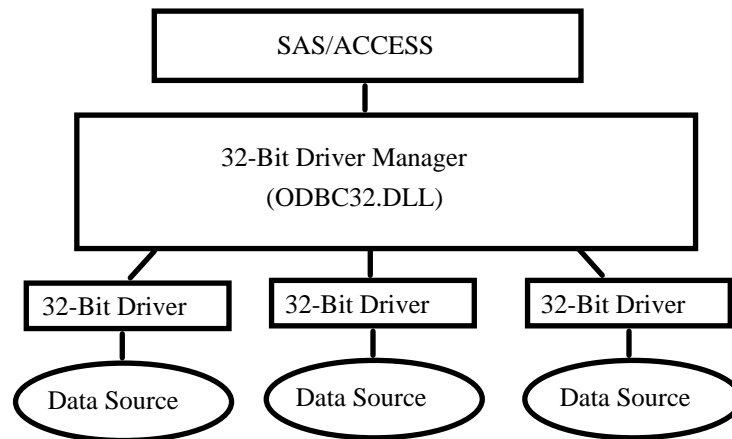 SAS/ACCESS
32-Bit Driver Manager
(ODBC32.DLL)
32-Bit Driver
32-Bit Driver
32-Bit Driver
Data Source
Data Source
Data Source